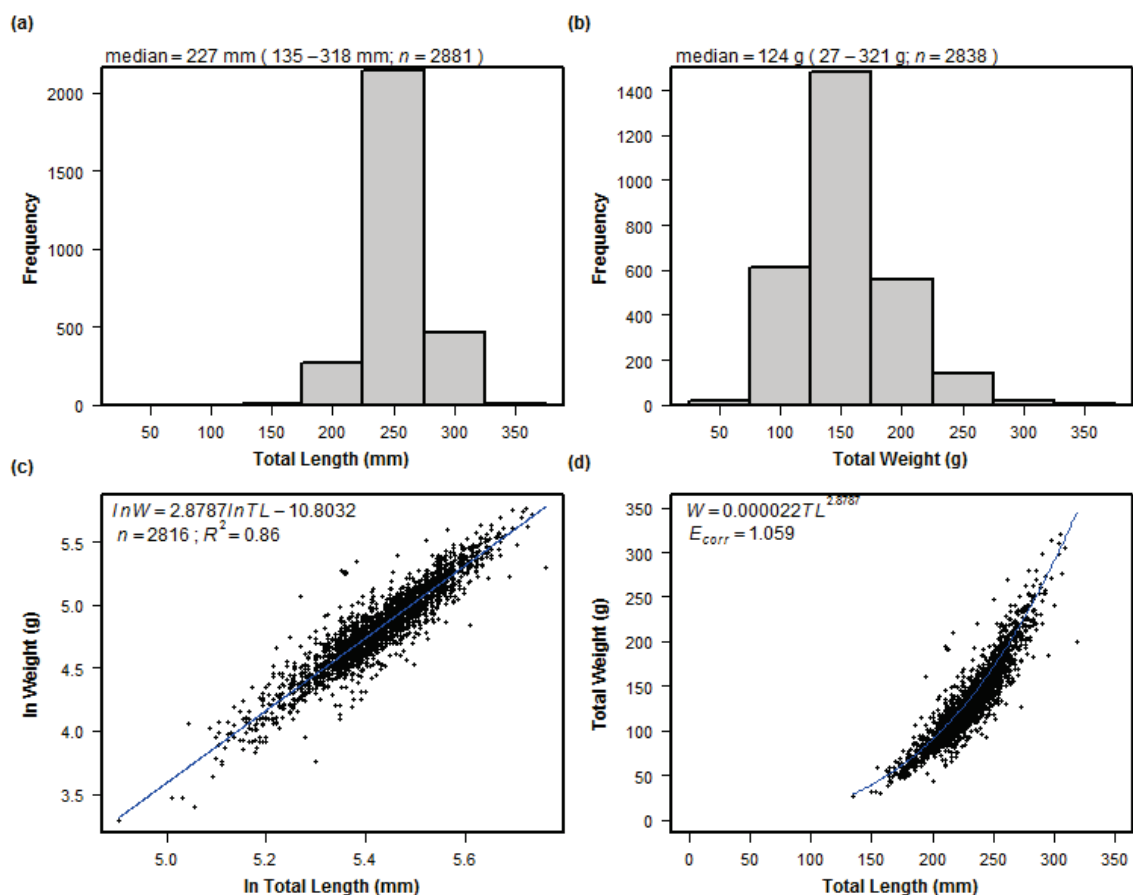 (a)
median = 227 mm ( 135 – 318 mm; n = 2881 )
2000
1500
1000
500
0
Frequency
50 100 150 200 250 300 350
Total Length (mm)
(b)
median = 124 g ( 27 – 321 g; n = 2838 )
1400
1200
1000
800
600
400
200
0
Frequency
50 100 150 200 250 300 350
Total Weight (g)
(c)
lnW = 2.8787lnTL – 10.8032
n = 2816 ; R² = 0.86
5.5
5.0
4.5
4.0
3.5
ln Weight (g)
5.0 5.2 5.4 5.6
ln Total Length (mm)
(d)
W = 0.000022TL^2.8787
E_corr = 1.059
350
300
250
200
150
100
50
0
Total Weight (g)
0 50 100 150 200 250 300 350
Total Length (mm)